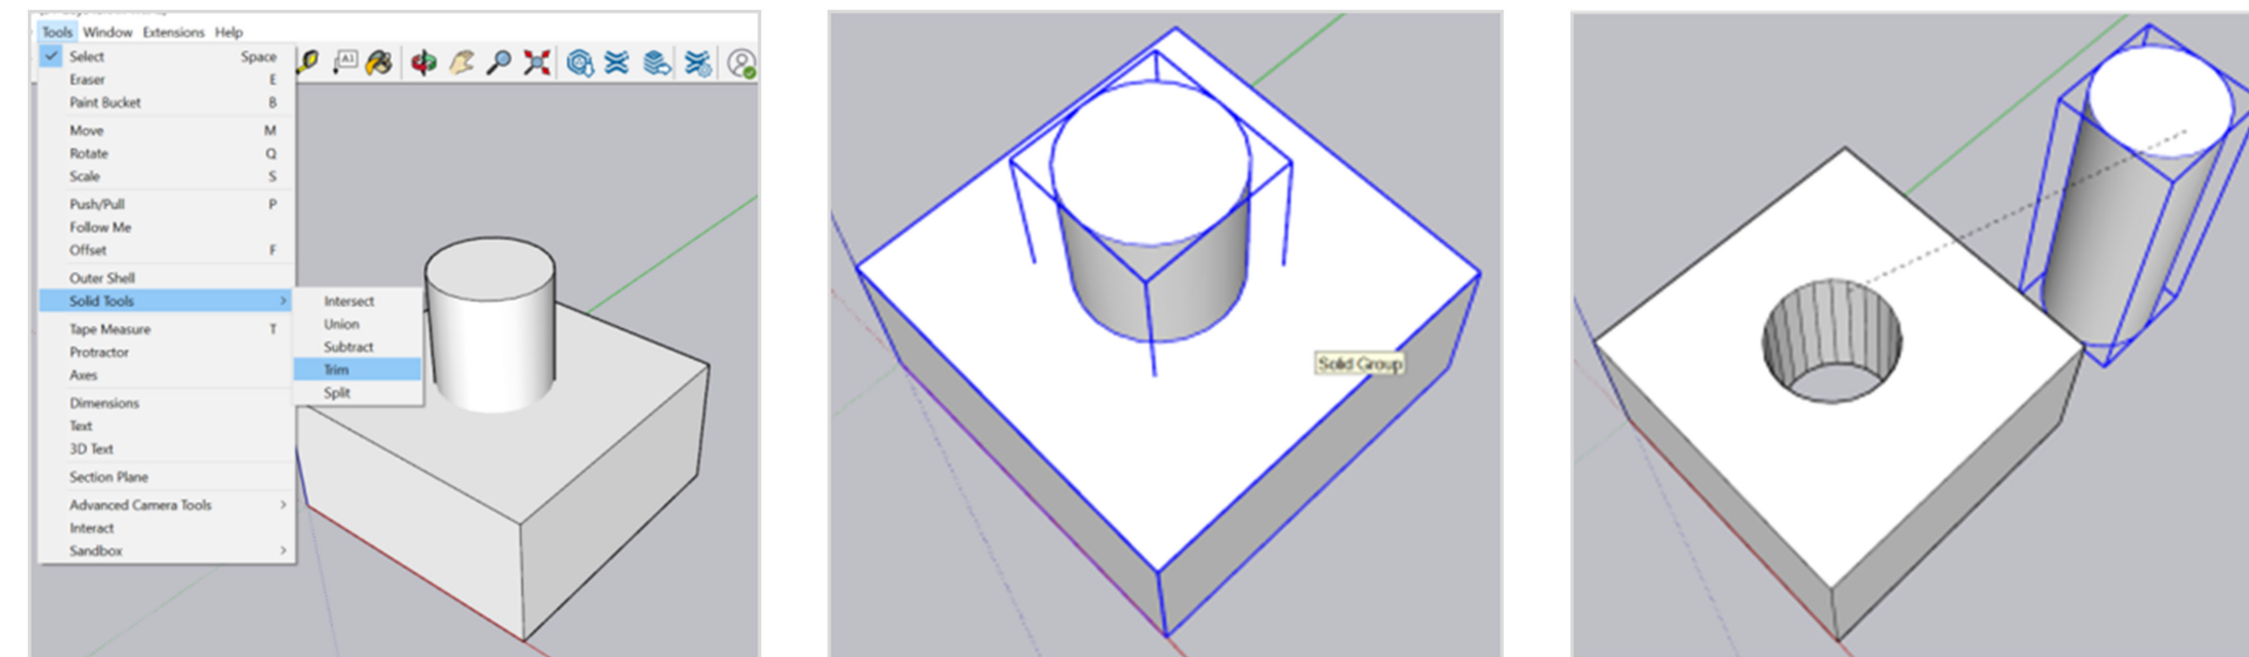 Tools Window Extensions Help
Select Space
Eraser E
Paint Bucket B
Move M
Rotate Q
Scale S
Push/Pull P
Follow Me
Offset F
Outer Shell
Solid Tools
Tape Measure T
Protractor
Axes
Dimensions
Text
3D Text
Section Plane
Advanced Camera Tools
Interact
Sandbox
Intersect
Union
Subtract
Trim
Split
A1
Solid Group